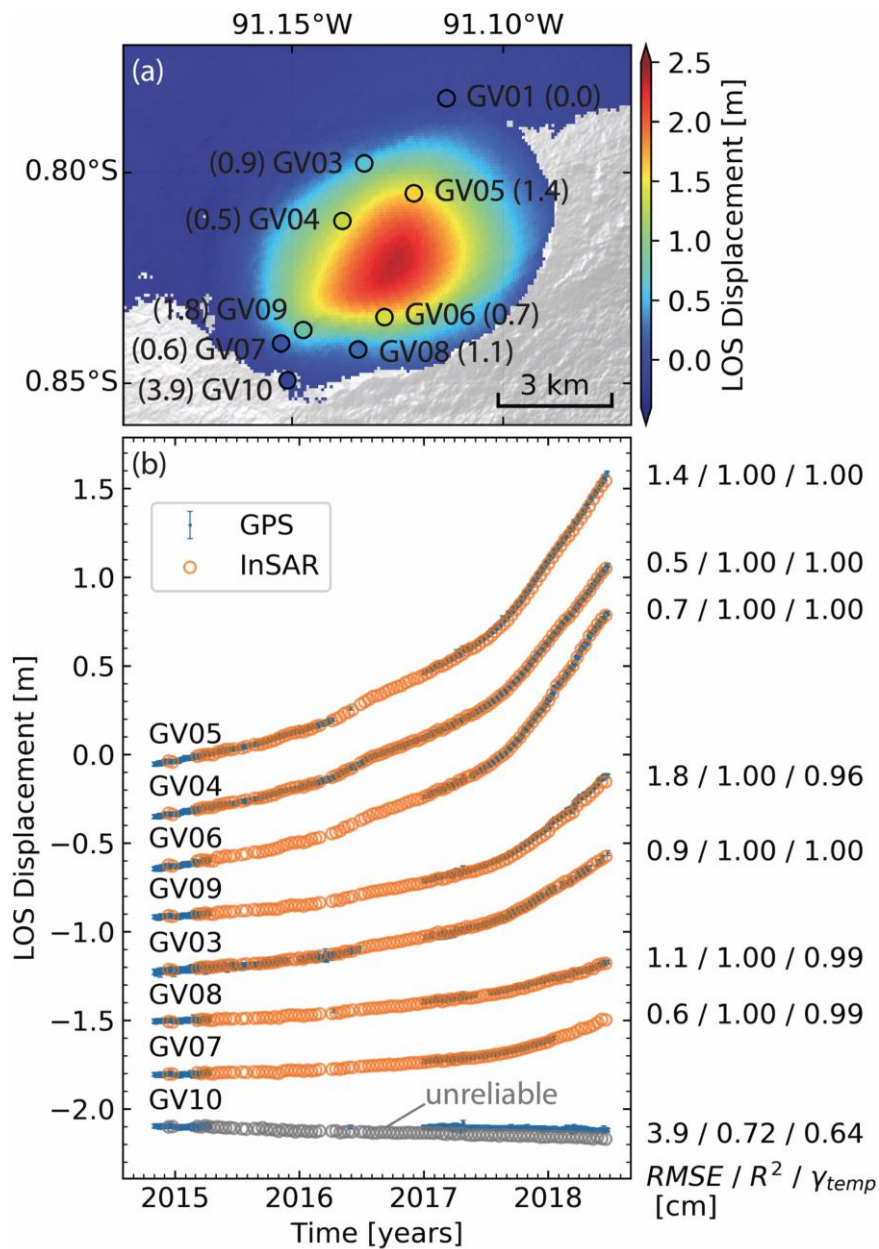 91.15°W 91.10°W
(a)
GV01 (0.0)
0.80°S
(0.9) GV03
GV05 (1.4)
(0.5) GV04
(1.8) GV09
GV06 (0.7)
(0.6) GV07
GV08 (1.1)
0.85°S
(3.9) GV10
3 km
2.5
2.0
1.5
1.0
0.5
0.0
LOS Displacement [m]
(b)
GPS
InSAR
1.5
1.0
0.5
0.0
−0.5
−1.0
−1.5
−2.0
LOS Displacement [m]
GV05
GV04
GV06
GV09
GV03
GV08
GV07
GV10
unreliable
1.4 / 1.00 / 1.00
0.5 / 1.00 / 1.00
0.7 / 1.00 / 1.00
1.8 / 1.00 / 0.96
0.9 / 1.00 / 1.00
1.1 / 1.00 / 0.99
0.6 / 1.00 / 0.99
3.9 / 0.72 / 0.64
RMSE / R² / γtemp
[cm]
2015 2016 2017 2018
Time [years]